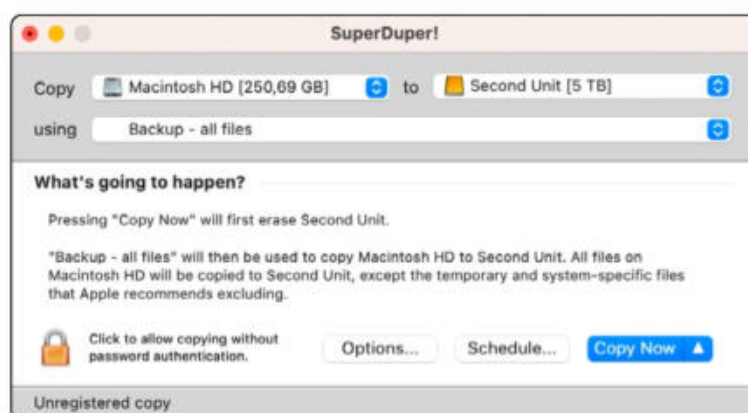 SuperDuper!
Copy Macintosh HD [250,69 GB] to Second Unit [5 TB]
using Backup - all files
What's going to happen?
Pressing "Copy Now" will first erase Second Unit.
"Backup - all files" will then be used to copy Macintosh HD to Second Unit. All files on
Macintosh HD will be copied to Second Unit, except the temporary and system-specific files
that Apple recommends excluding.
Click to allow copying without
password authentication.
Options... Schedule... Copy Now
Unregistered copy